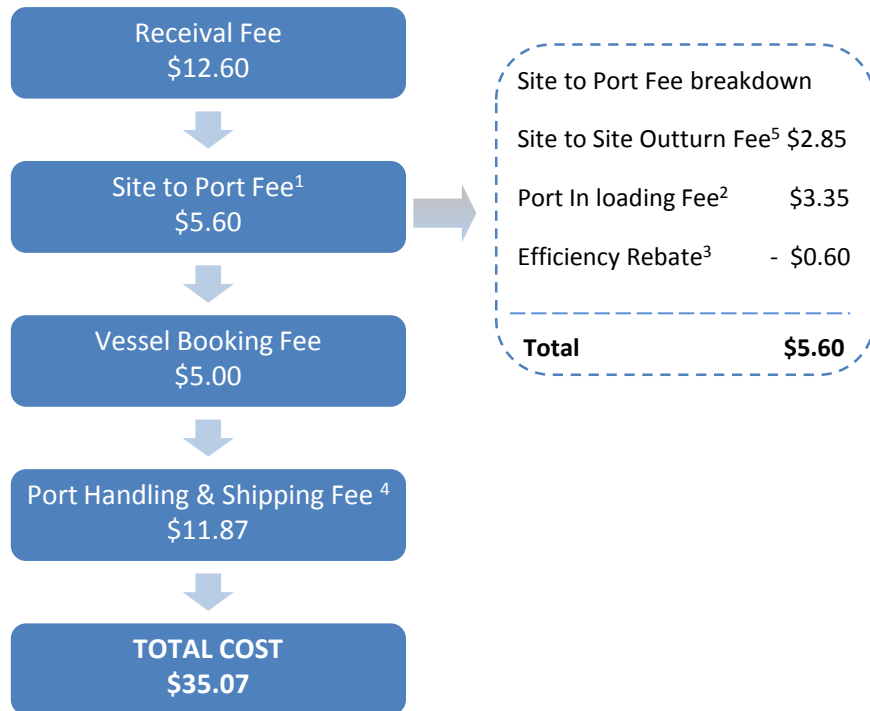 Receival Fee
$12.60
Site to Port Fee¹
$5.60
Vessel Booking Fee
$5.00
Port Handling & Shipping Fee ⁴
$11.87
TOTAL COST
$35.07
Site to Port Fee breakdown
Site to Site Outturn Fee⁵ $2.85
Port In loading Fee² $3.35
Efficiency Rebate³ - $0.60
Total $5.60